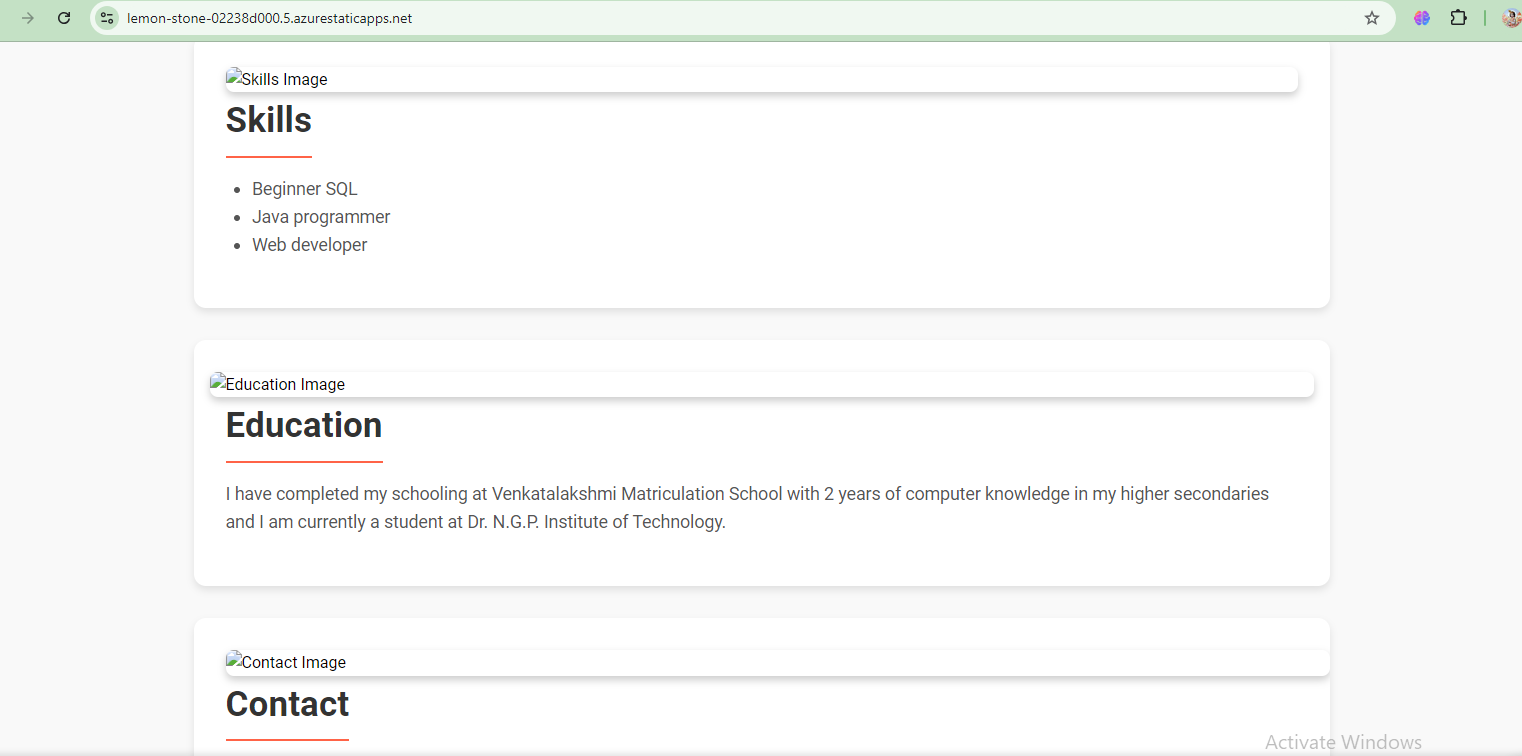 lemon-stone-02238d000.5.azurestaticapps.net
Skills Image
Skills
Beginner SQL
Java programmer
Web developer
Education Image
Education
I have completed my schooling at Venkatalakshmi Matriculation School with 2 years of computer knowledge in my higher secondaries
and I am currently a student at Dr. N.G.P. Institute of Technology.
Contact Image
Contact
Activate Windows